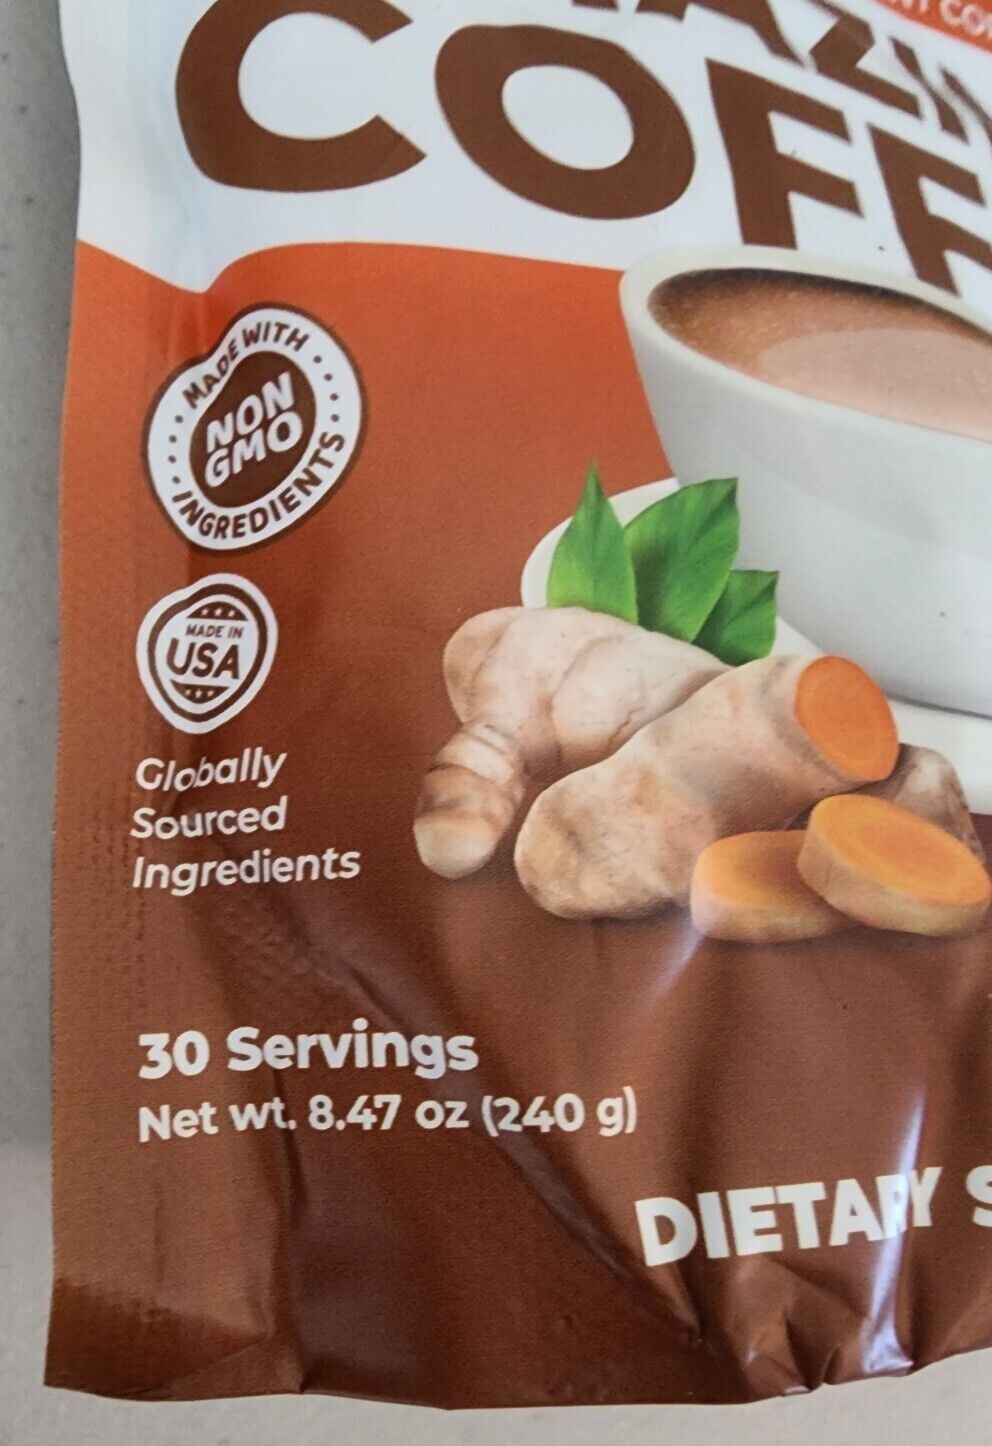 COFF
MADE WITH
NON
GMO
INGREDIENTS
MADE IN
USA
Globally
Sourced
Ingredients
30 Servings
Net wt. 8.47 oz (240 g)
DIETARY S